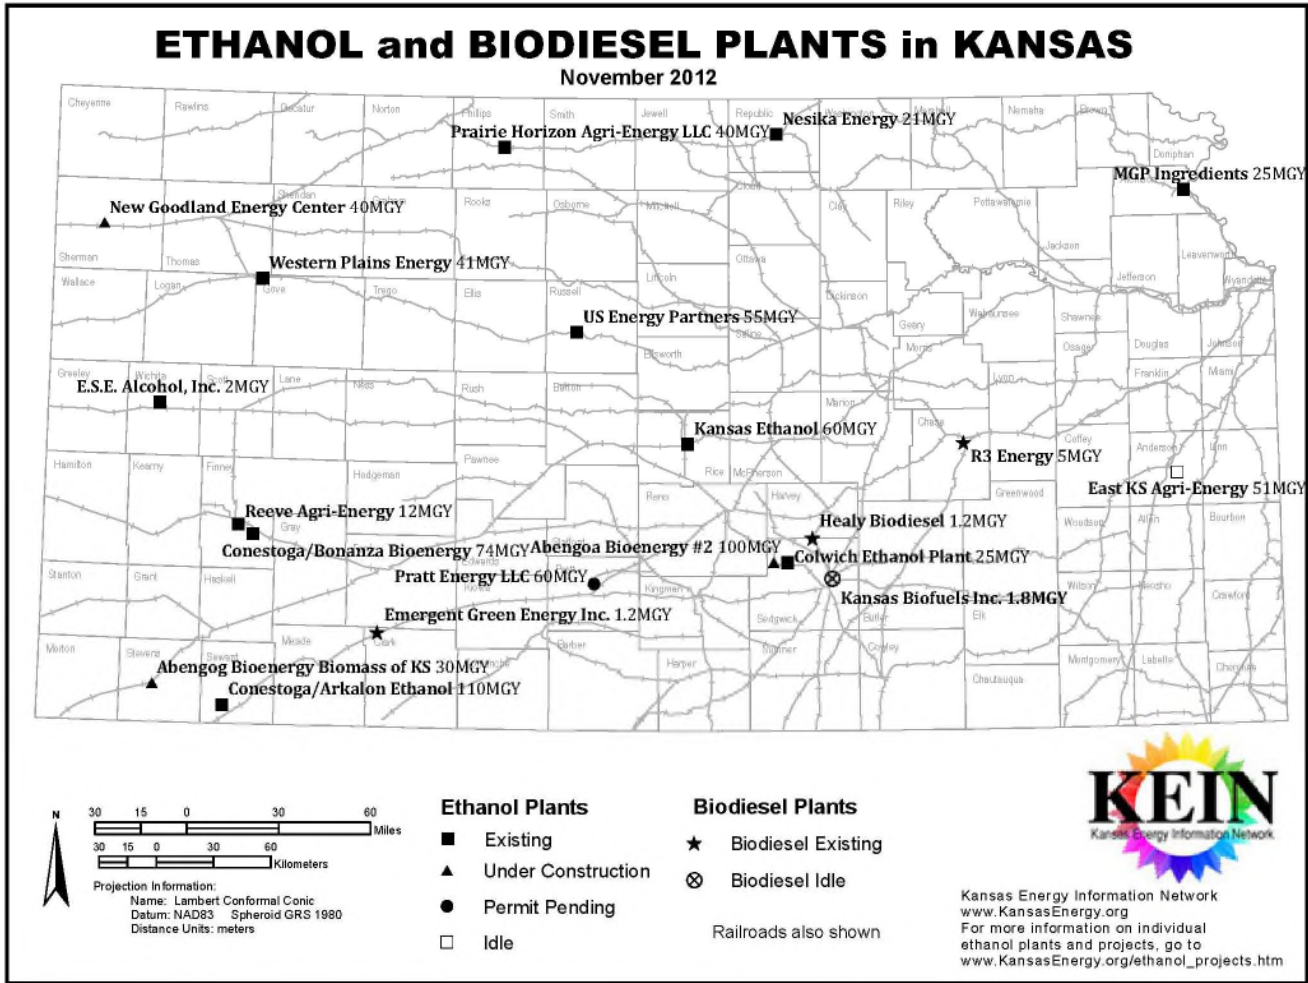 ETHANOL and BIODIESEL PLANTS in KANSAS
November 2012
Cheyenne
Rawlins
Decatur
Norton
Phillips
Smith
Jewell
Republic
Washington
Marshall
Nemaha
Brown
Nesika Energy 21MGY
Prairie Horizon Agri-Energy LLC 40MGY
Doniphan
MGP Ingredients 25MGY
Cloud
Sheridan
Rooks
Osborne
Mitchell
Clay
Riley
Pottawatomie
New Goodland Energy Center 40MGY
Jackson
Sherman
Thomas
Western Plains Energy 41MGY
Ottawa
Leavenworth
Wallace
Logan
Gove
Trego
Ellis
Russell
Lincoln
Dickinson
Jefferson
Wyandotte
US Energy Partners 55MGY
Saline
Geary
Wabaunsee
Shawnee
Ellsworth
Morris
Osage
Douglas
Johnson
Greeley
Wichita
Scott
Lane
Ness
Rush
Barton
Lyon
Franklin
Miami
E.S.E. Alcohol, Inc. 2MGY
Marion
Chase
Kansas Ethanol 60MGY
Coffey
Anderson
Linn
R3 Energy 5MGY
Hamilton
Kearny
Finney
Hodgeman
Pawnee
Rice
McPherson
East KS Agri-Energy 51MGY
Reno
Harvey
Greenwood
Reeve Agri-Energy 12MGY
Gray
Healy Biodiesel 1.2MGY
Woodson
Allen
Bourbon
Stafford
Conestoga/Bonanza Bioenergy 74MGY
Abengoa Bioenergy #2 100MGY
Colwich Ethanol Plant 25MGY
Edwards
Stanton
Grant
Haskell
Pratt Energy LLC 60MGY
Kiowa
Kingman
Wilson
Neosho
Crawford
Kansas Biofuels Inc. 1.8MGY
Emergent Green Energy Inc. 1.2MGY
Sedgwick
Butler
Elk
Morton
Stevens
Seward
Meade
Clark
Barber
Harper
Sumner
Cowley
Montgomery
Labette
Cherokee
Abengog Bioenergy Biomass of KS 30MGY
Conestoga/Arkalon Ethanol 110MGY
Chautauqua
N
30 15 0 30 60
Miles
30 15 0 30 60
Kilometers
Projection Information:
Name: Lambert Conformal Conic
Datum: NAD83 Spheroid GRS 1980
Distance Units: meters
Ethanol Plants
Existing
Under Construction
Permit Pending
Idle
Biodiesel Plants
Biodiesel Existing
Biodiesel Idle
Railroads also shown
KEIN
Kansas Energy Information Network
Kansas Energy Information Network
www.KansasEnergy.org
For more information on individual
ethanol plants and projects, go to
www.KansasEnergy.org/ethanol_projects.htm